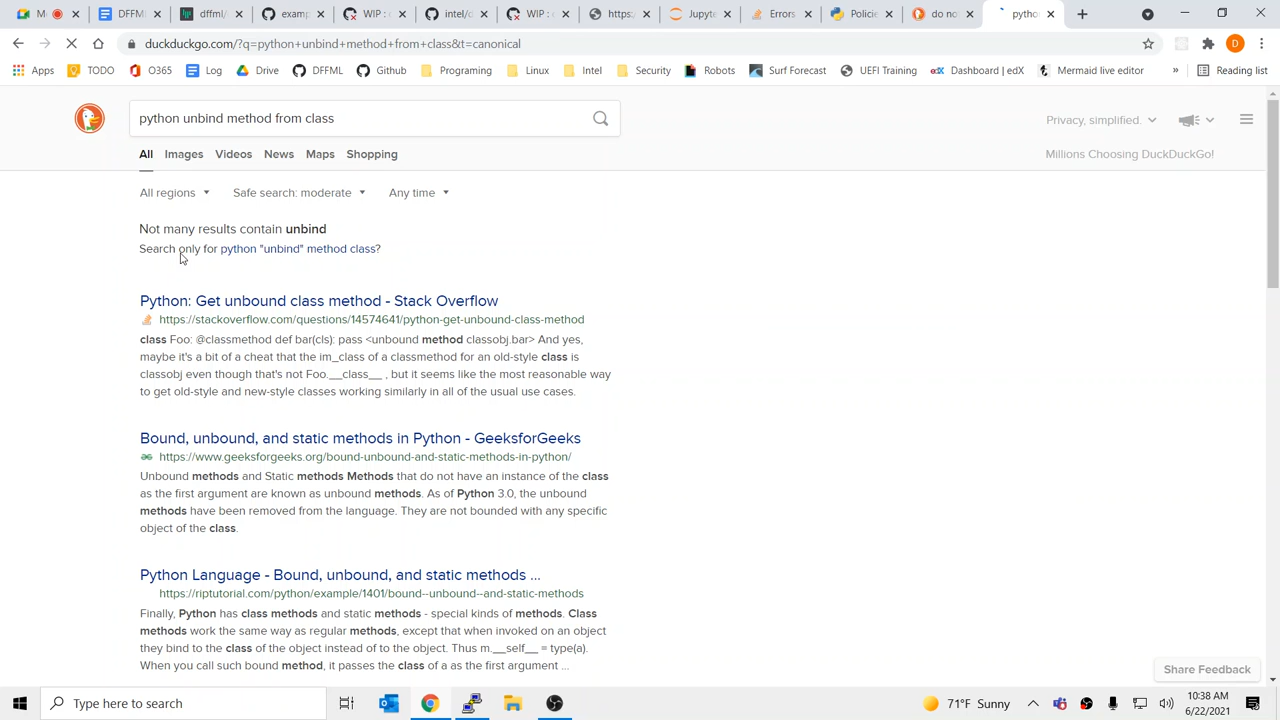 M
DFFM
dffml/
examp
WIP : (
intel/d
WIP : c
https:/
Jupyte
Errors
Policie
do no
python
duckduckgo.com/?q=python+unbind+method+from+class&t=canonical
D
Apps
TODO
O365
Log
Drive
DFFML
Github
Programing
Linux
Intel
Security
Robots
Surf Forecast
UEFI Training
edX
Dashboard | edX
Mermaid live editor
»
Reading list
python unbind method from class
Privacy, simplified.
All
Images
Videos
News
Maps
Shopping
Millions Choosing DuckDuckGo!
All regions
Safe search: moderate
Any time
Not many results contain unbind
Search only for python "unbind" method class?
Python: Get unbound class method - Stack Overflow
https://stackoverflow.com/questions/14574641/python-get-unbound-class-method
class Foo: @classmethod def bar(cls): pass <unbound method classobj.bar> And yes,
maybe it's a bit of a cheat that the im_class of a classmethod for an old-style class is
classobj even though that's not Foo.__class__ , but it seems like the most reasonable way
to get old-style and new-style classes working similarly in all of the usual use cases.
Bound, unbound, and static methods in Python - GeeksforGeeks
https://www.geeksforgeeks.org/bound-unbound-and-static-methods-in-python/
Unbound methods and Static methods Methods that do not have an instance of the class
as the first argument are known as unbound methods. As of Python 3.0, the unbound
methods have been removed from the language. They are not bounded with any specific
object of the class.
Python Language - Bound, unbound, and static methods ...
https://riptutorial.com/python/example/1401/bound--unbound--and-static-methods
Finally, Python has class methods and static methods - special kinds of methods. Class
methods work the same way as regular methods, except that when invoked on an object
they bind to the class of the object instead of to the object. Thus m.__self__ = type(a).
When you call such bound method, it passes the class of a as the first argument ...
Share Feedback
Type here to search
71°F Sunny
10:38 AM
6/22/2021